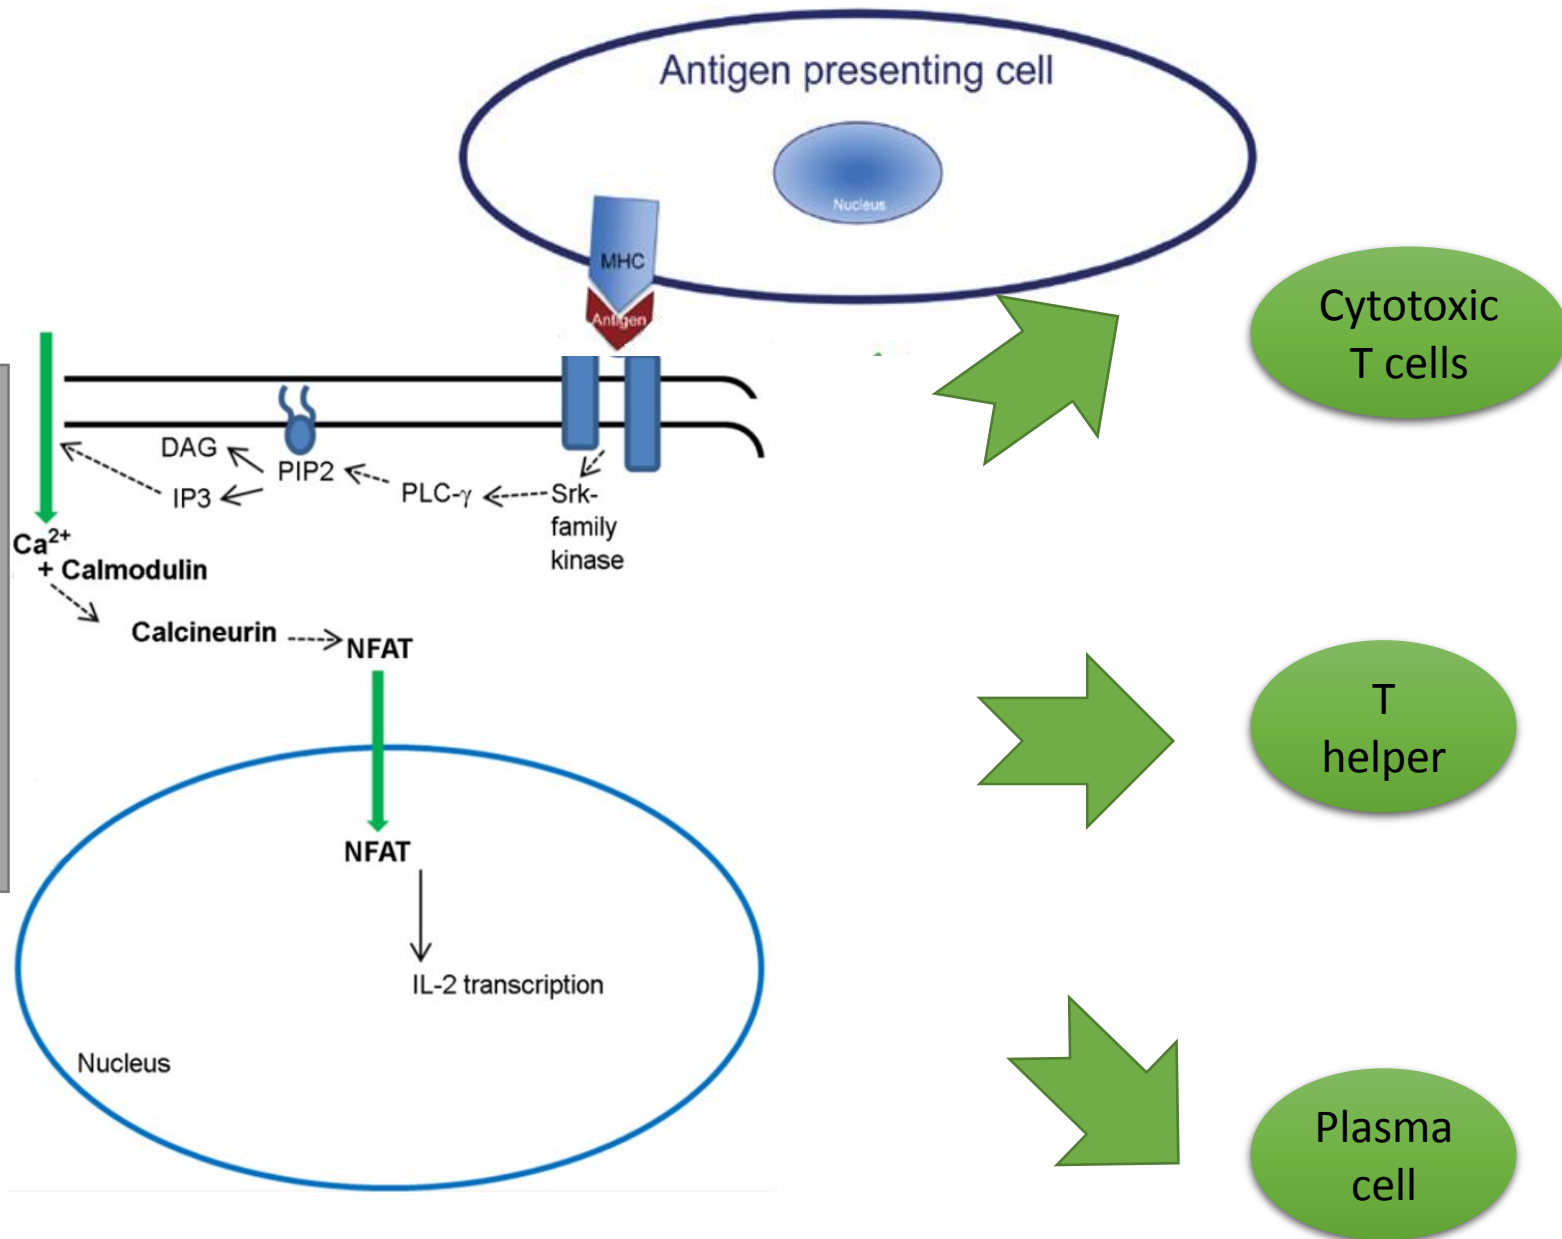 Antigen presenting cell
Nucleus
MHC
Antigen
Cytotoxic
T cells
DAG
PIP2
IP3
PLC-γ
Srk-
family
kinase
Ca²⁺
+ Calmodulin
Calcineurin
NFAT
T
helper
NFAT
IL-2 transcription
Nucleus
Plasma
cell